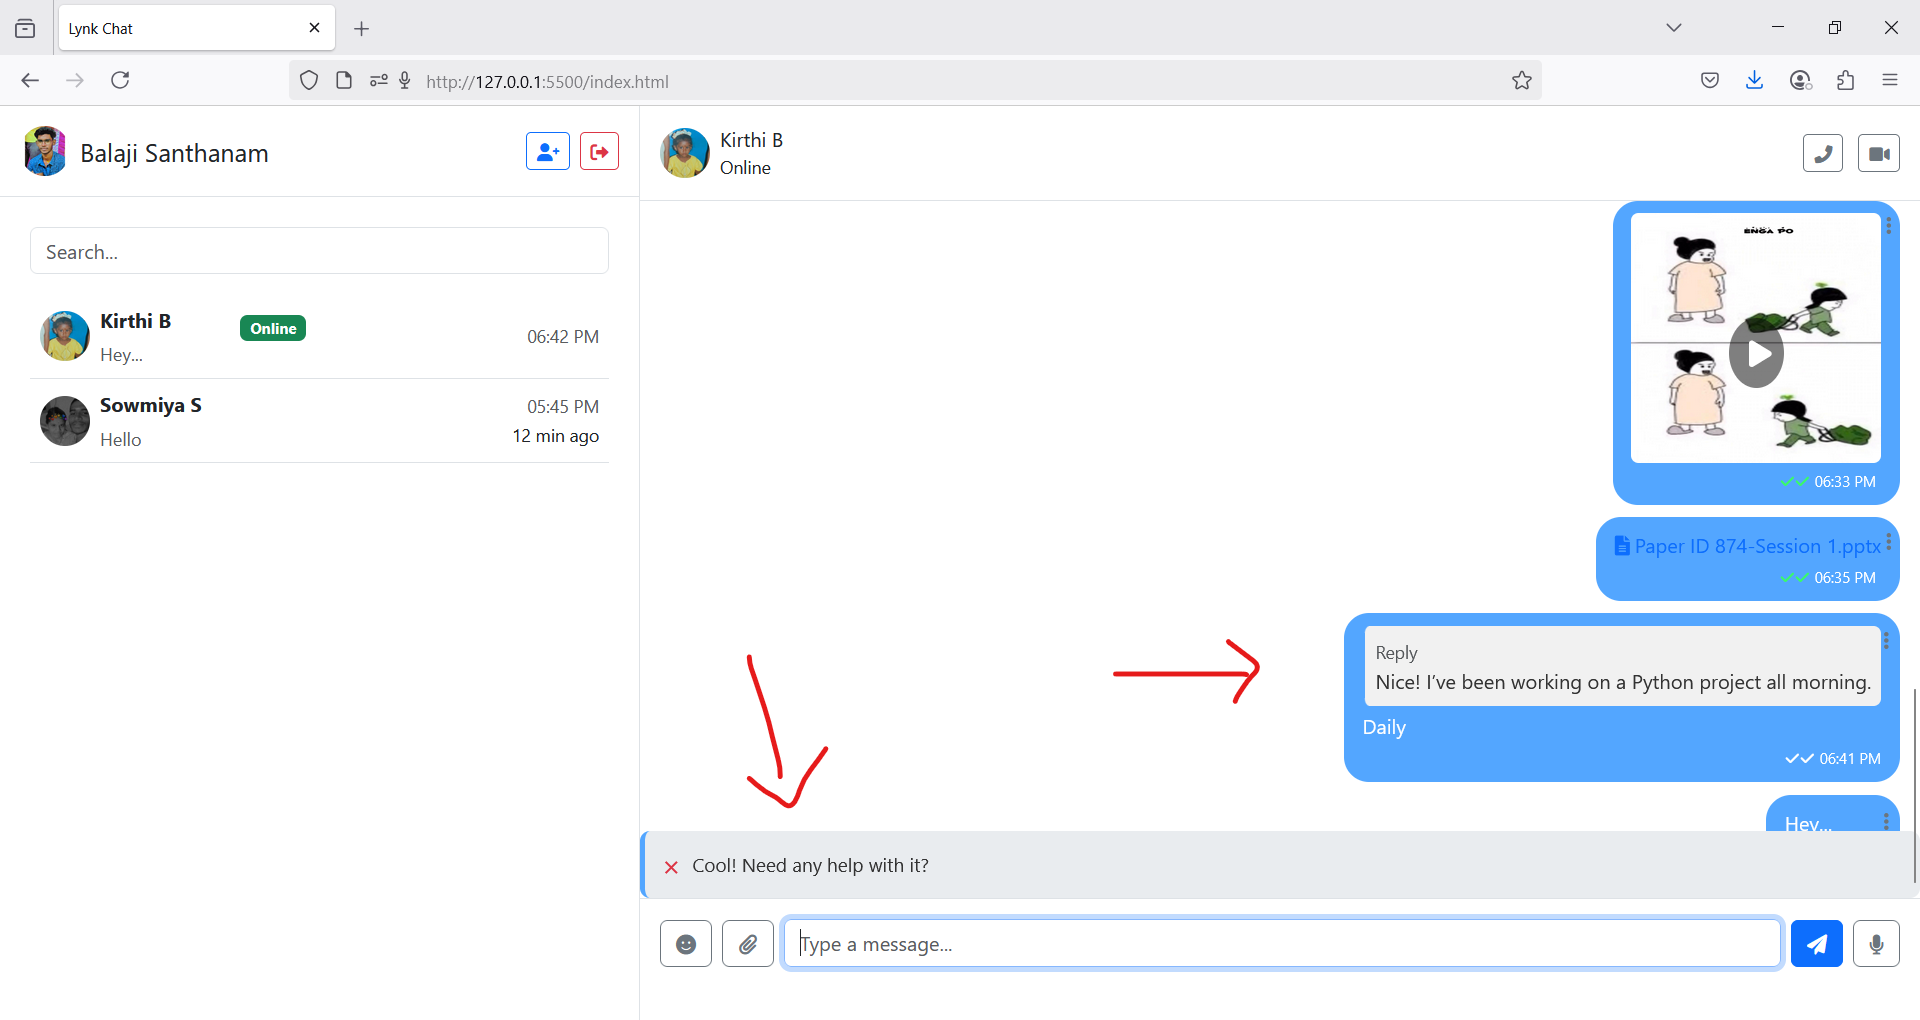 Lynk Chat
http://127.0.0.1:5500/index.html
Balaji Santhanam
Search...
Kirthi B
Online
06:42 PM
Hey...
Sowmiya S
05:45 PM
Hello
12 min ago
Kirthi B
Online
ENGA PO
06:33 PM
Paper ID 874-Session 1.pptx
06:35 PM
Reply
Nice! I’ve been working on a Python project all morning.
Daily
06:41 PM
Hey...
Cool! Need any help with it?
Type a message...